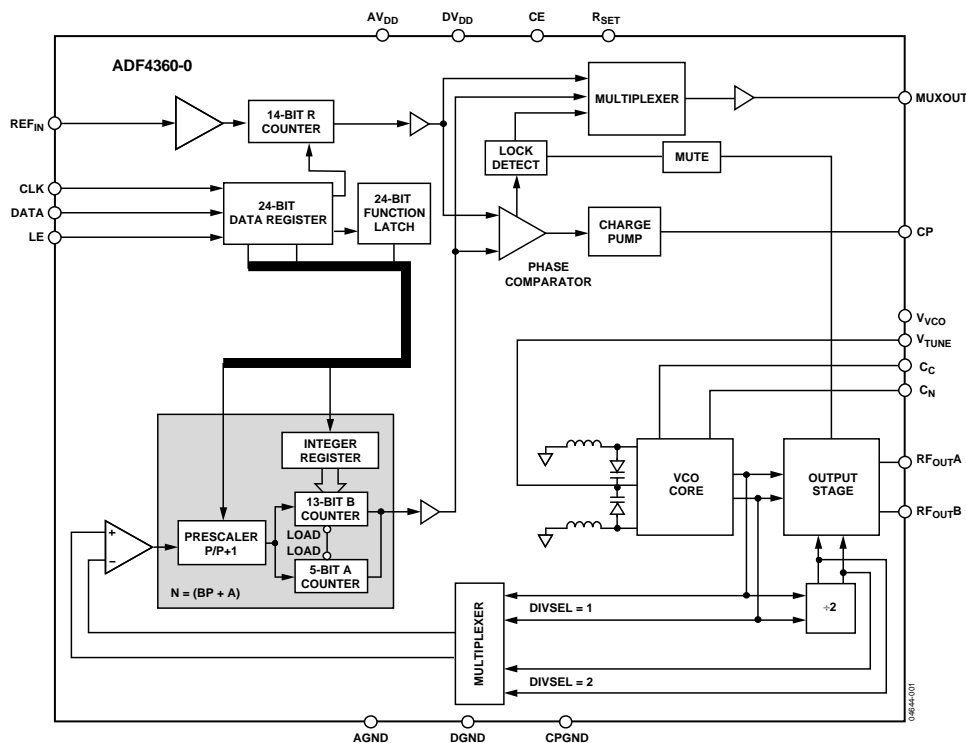 AVDD
DVDD
CE
RSET
ADF4360-0
MULTIPLEXER
MUXOUT
REFIN
14-BIT R
COUNTER
LOCK
DETECT
MUTE
CLK
DATA
LE
24-BIT
DATA REGISTER
24-BIT
FUNCTION
LATCH
CHARGE
PUMP
CP
PHASE
COMPARATOR
VVCO
VTUNE
CC
CN
INTEGER
REGISTER
13-BIT B
COUNTER
PRESCALER
P/P+1
LOAD
LOAD
5-BIT A
COUNTER
N = (BP + A)
+
–
VCO
CORE
OUTPUT
STAGE
RFOUTA
RFOUTB
MULTIPLEXER
DIVSEL = 1
÷2
DIVSEL = 2
04644-001
AGND
DGND
CPGND